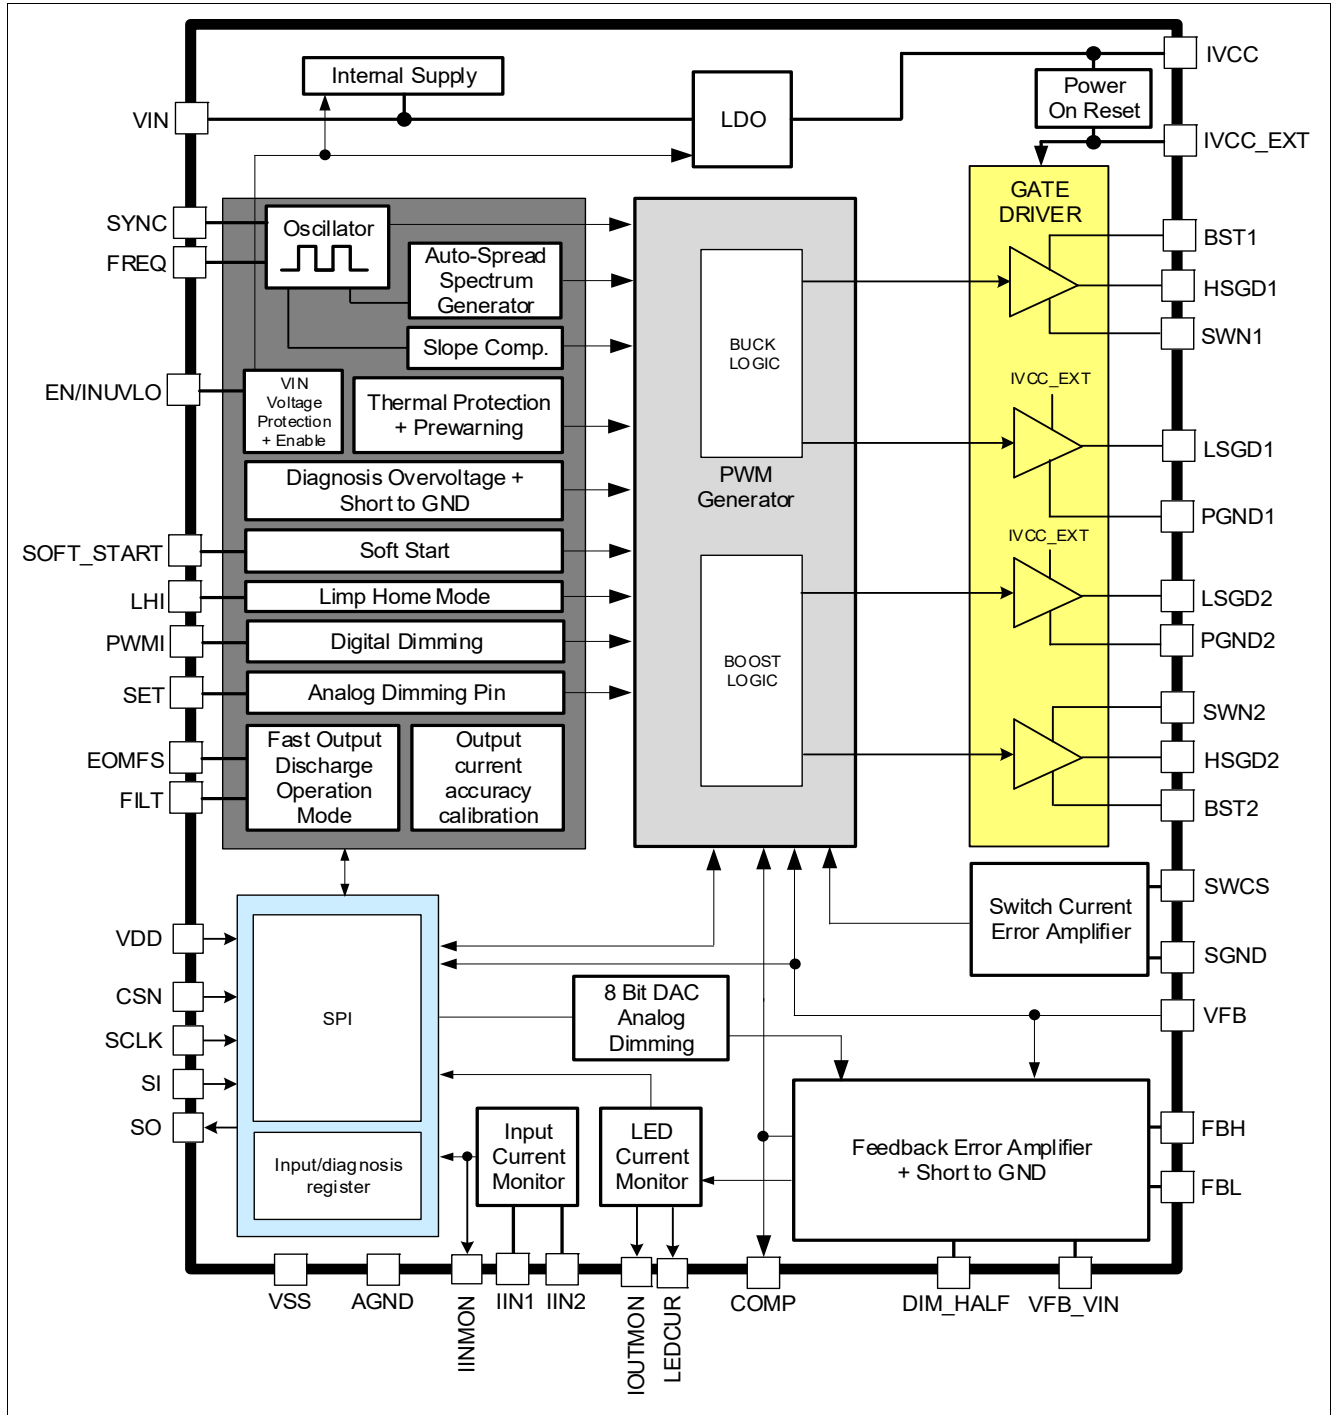 Internal Supply
VIN
LDO
Power
On Reset
IVCC
IVCC_EXT
SYNC
FREQ
Oscillator
Auto-Spread
Spectrum
Generator
Slope Comp.
EN/INUVLO
VIN
Voltage
Protection
+ Enable
Thermal Protection
+ Prewarning
Diagnosis Overvoltage +
Short to GND
SOFT_START
Soft Start
LHI
Limp Home Mode
PWMI
Digital Dimming
SET
Analog Dimming Pin
EOMFS
FILT
Fast Output
Discharge
Operation
Mode
Output
current
accuracy
calibration
BUCK
LOGIC
PWM
Generator
BOOST
LOGIC
GATE
DRIVER
IVCC_EXT
IVCC_EXT
BST1
HSGD1
SWN1
LSGD1
PGND1
LSGD2
PGND2
SWN2
HSGD2
BST2
SWCS
Switch Current
Error Amplifier
SGND
VFB
VDD
CSN
SCLK
SI
SO
SPI
Input/diagnosis
register
8 Bit DAC
Analog
Dimming
Input
Current
Monitor
LED
Current
Monitor
Feedback Error Amplifier
+ Short to GND
FBH
FBL
VSS
AGND
IINMON
IIN1
IIN2
IOUTMON
LEDCUR
COMP
DIM_HALF
VFB_VIN